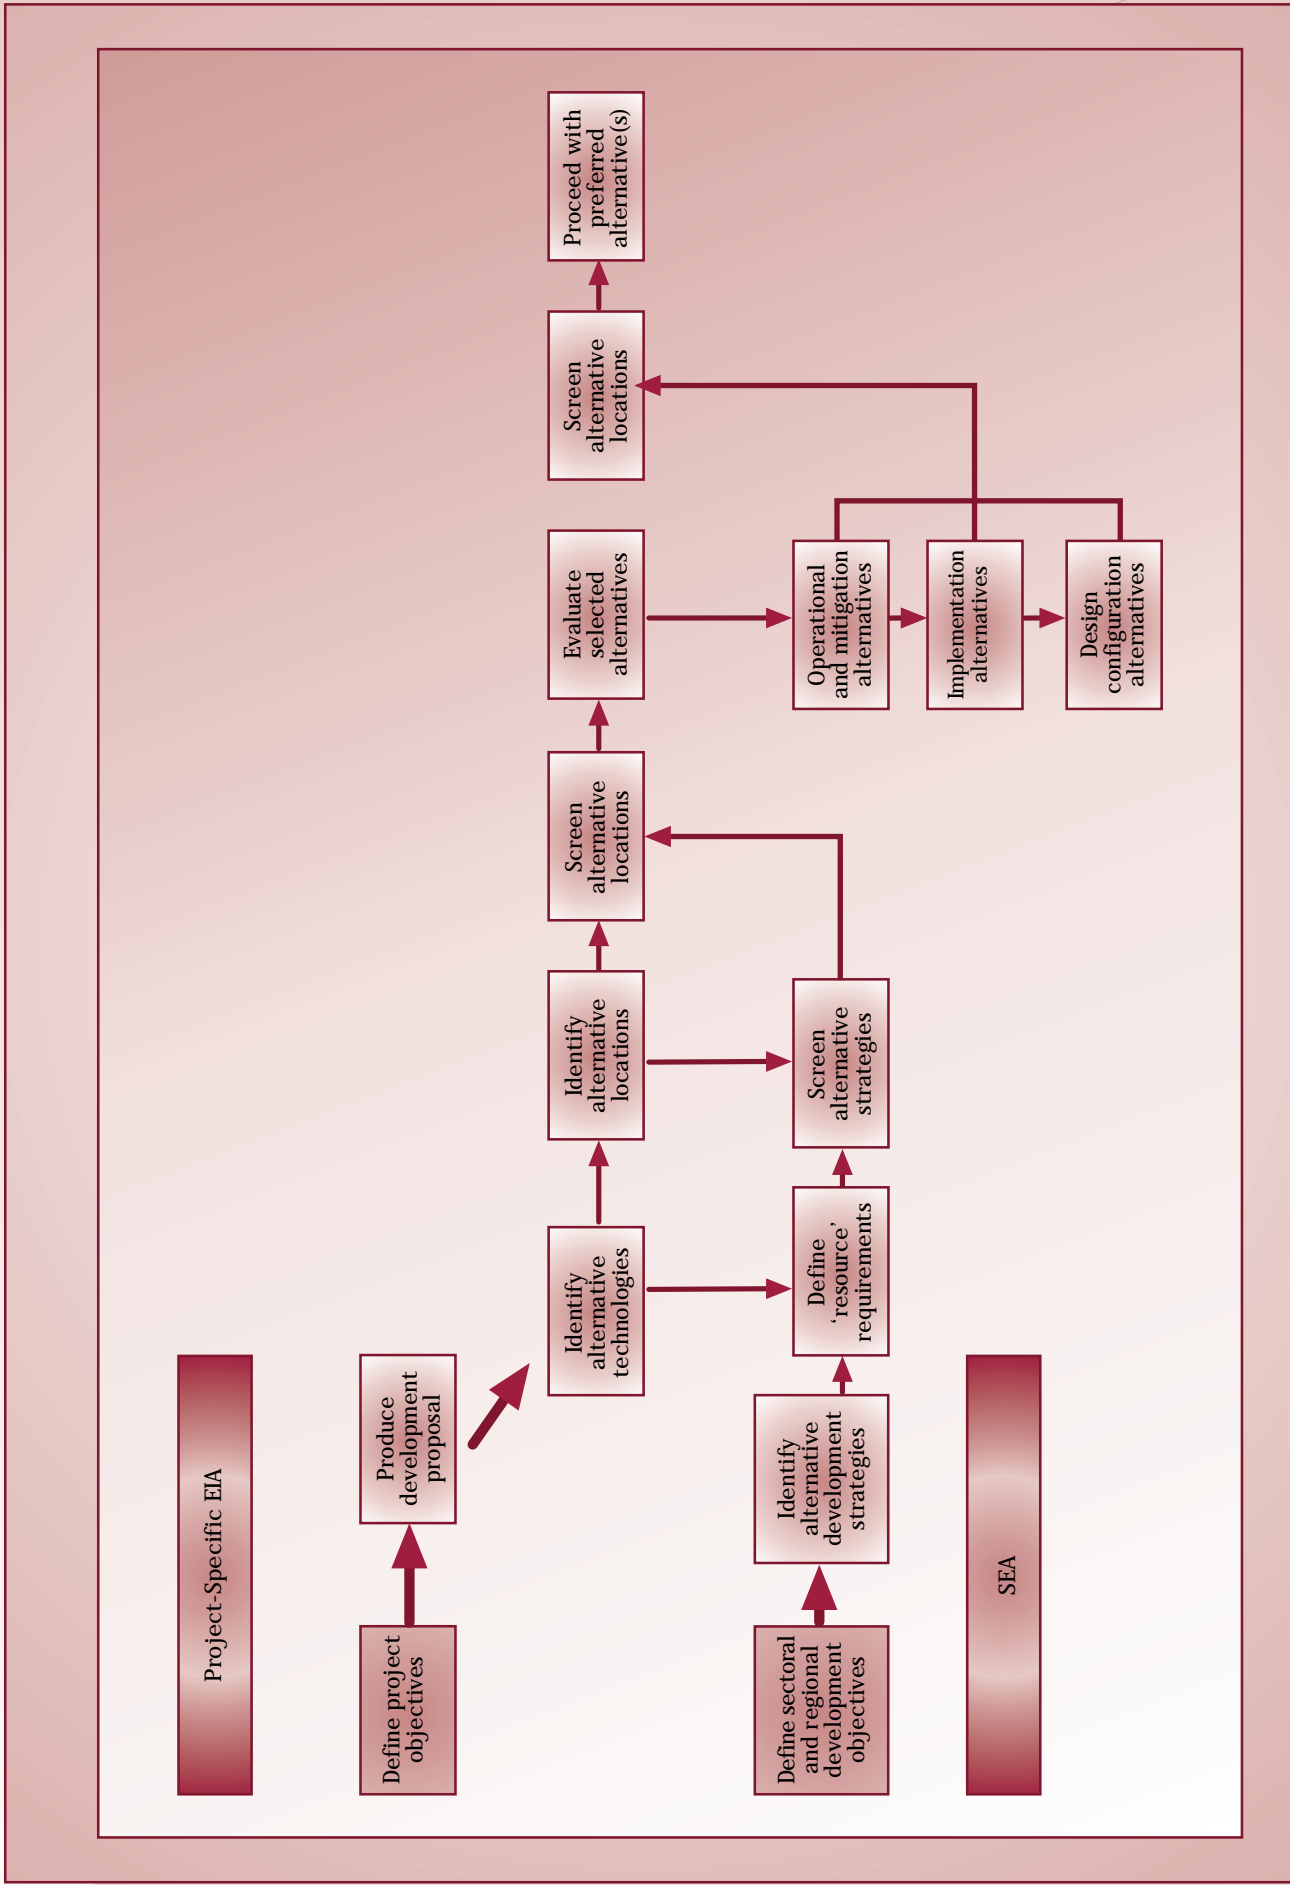 Project-Specific EIA
Define project
objectives
Produce
development
proposal
Identify
alternative
technologies
Identify
alternative
locations
Screen
alternative
locations
Evaluate
selected
alternatives
Screen
alternative
locations
Proceed with
preferred
alternative(s)
Define sectoral
and regional
development
objectives
Identify
alternative
development
strategies
Define
‘resource’
requirements
Screen
alternative
strategies
Operational
and mitigation
alternatives
Implementation
alternatives
Design
configuration
alternatives
SEA